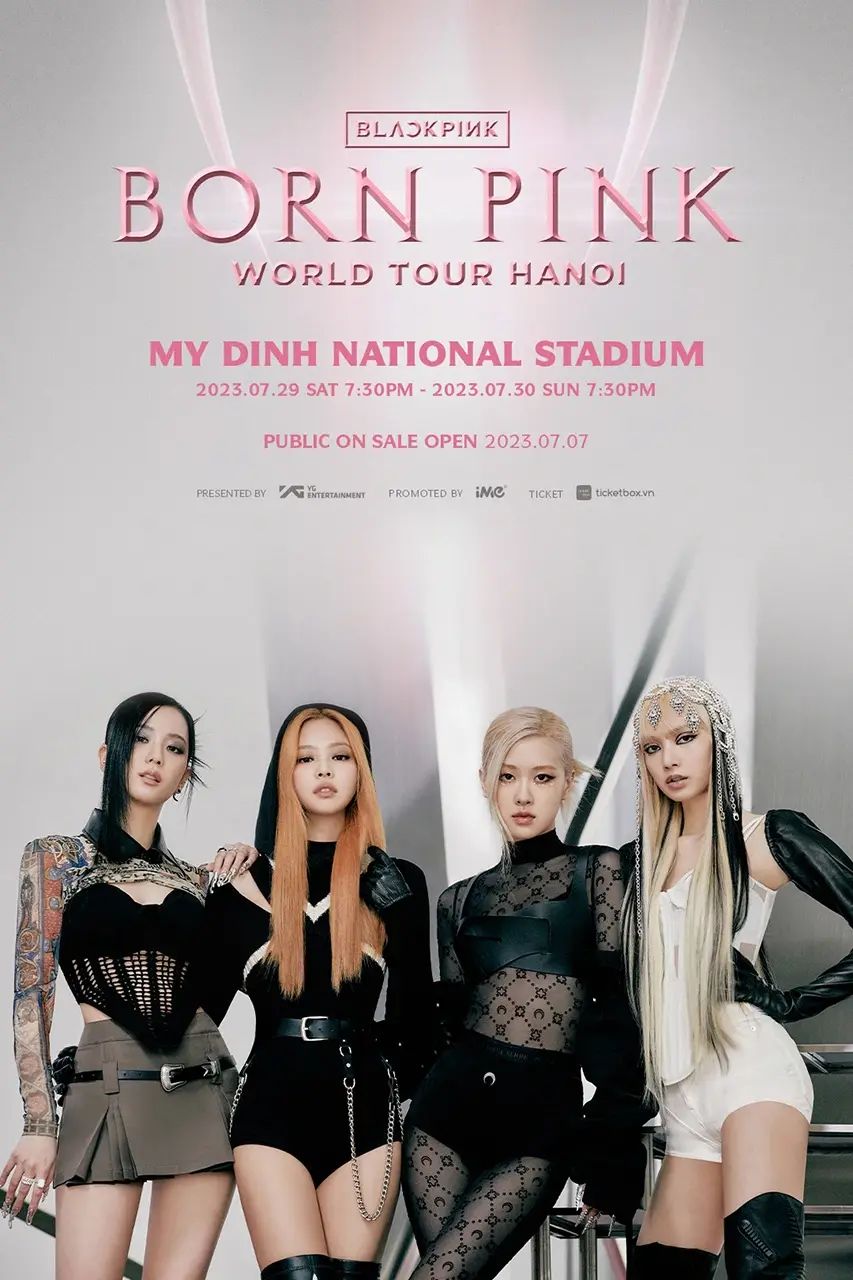 BLACKPINK
BORN PINK
WORLD TOUR HANOI
MY DINH NATIONAL STADIUM
2023.07.29 SAT 7:30PM - 2023.07.30 SUN 7:30PM
PUBLIC ON SALE OPEN 2023.07.07
PRESENTED BY YG ENTERTAINMENT PROMOTED BY iMe TICKET ticketbox.vn